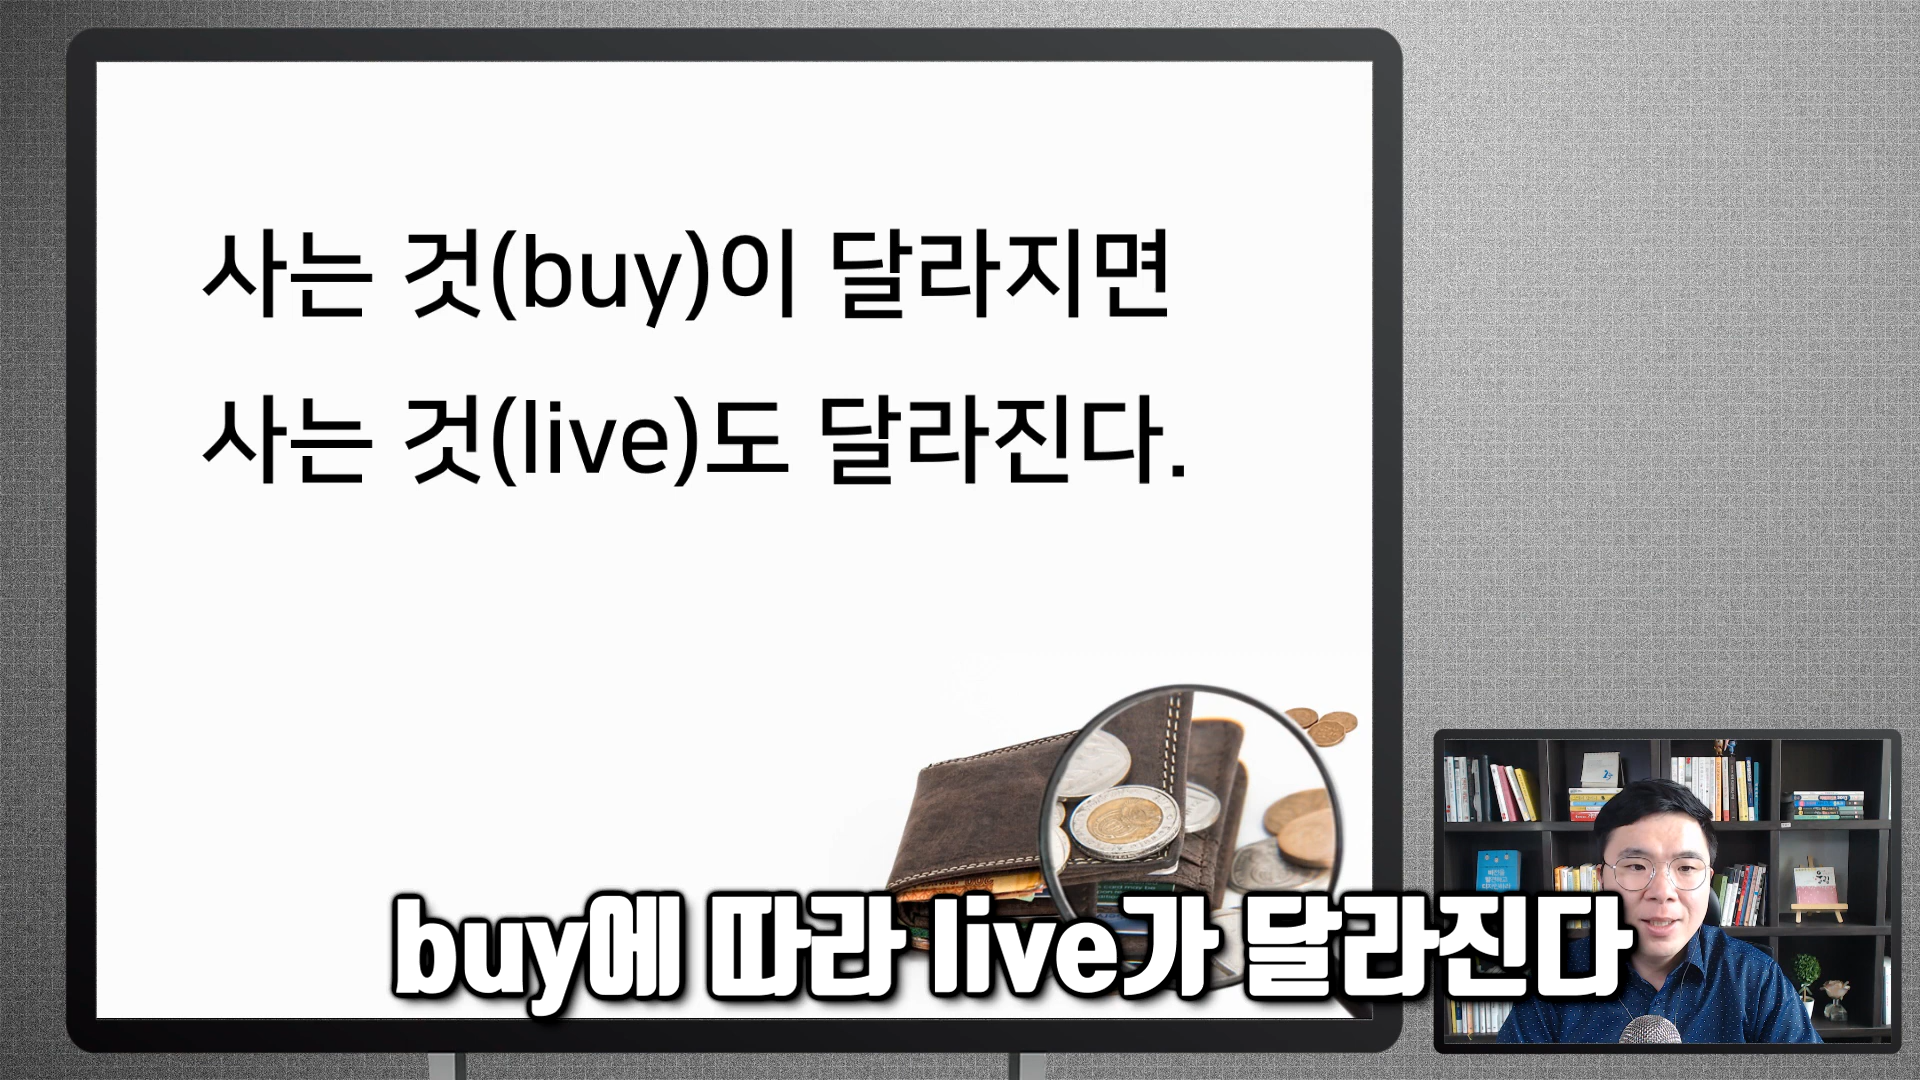 사는 것(buy)이 달라지면
사는 것(live)도 달라진다.
buy에 따라 live가 달라진다